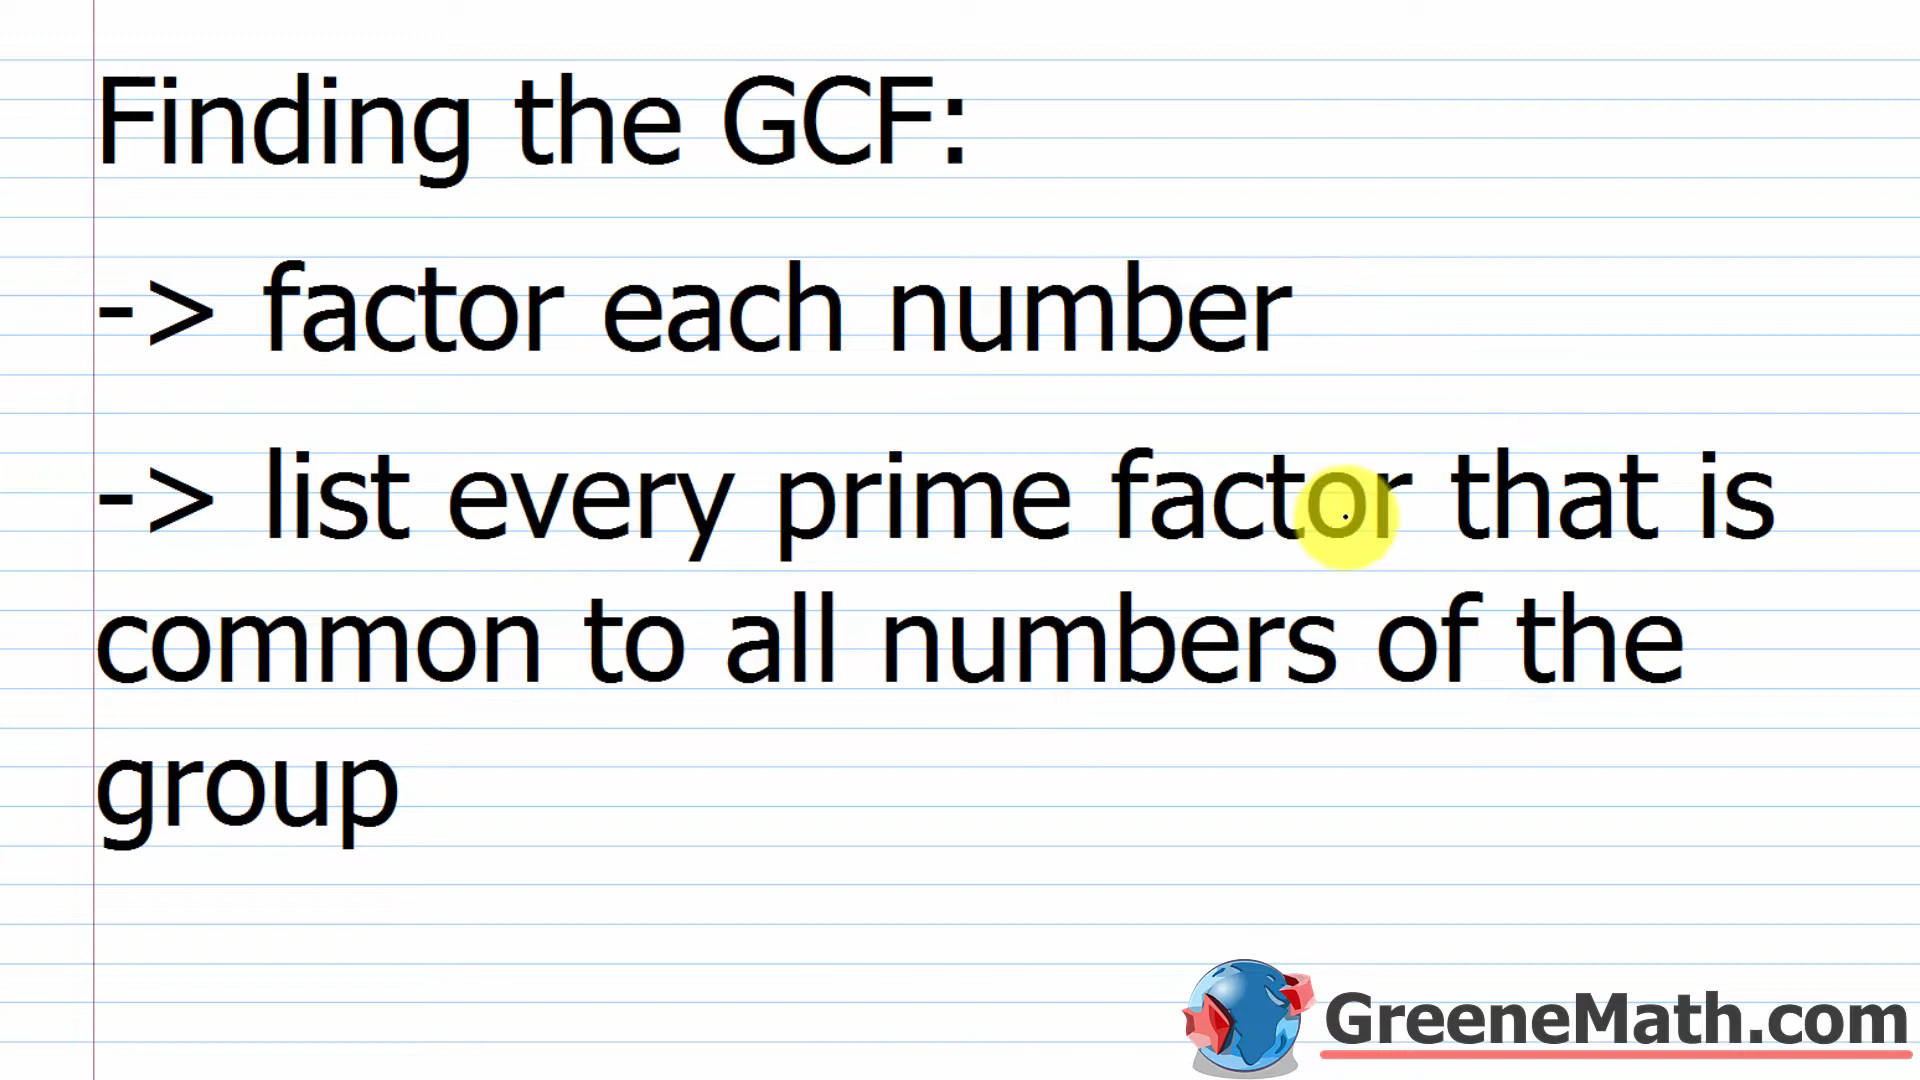 Finding the GCF:
-> factor each number
-> list every prime factor that is
common to all numbers of the
group
GreeneMath.com